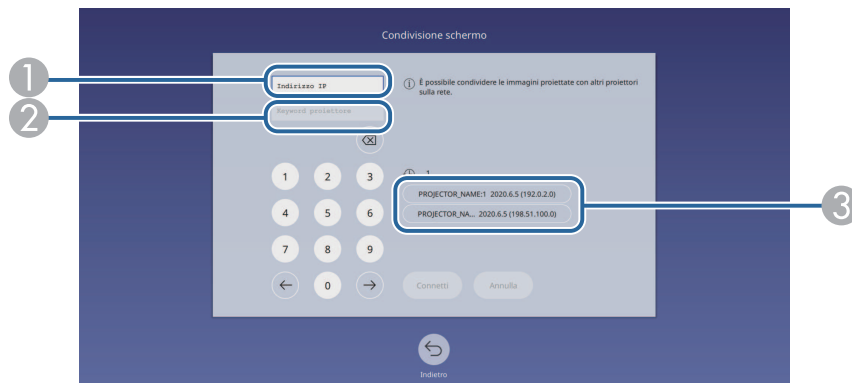 Condivisione schermo
1
Indirizzo IP
È possibile condividere le immagini proiettate con altri proiettori
sulla rete.
2
Keyword proiettore
1 2 3
1
PROJECTOR_NAME:1 2020.6.5 (192.0.2.0)
3
4 5 6
PROJECTOR_NA... 2020.6.5 (198.51.100.0)
7 8 9
0
Connetti
Annulla
Indietro